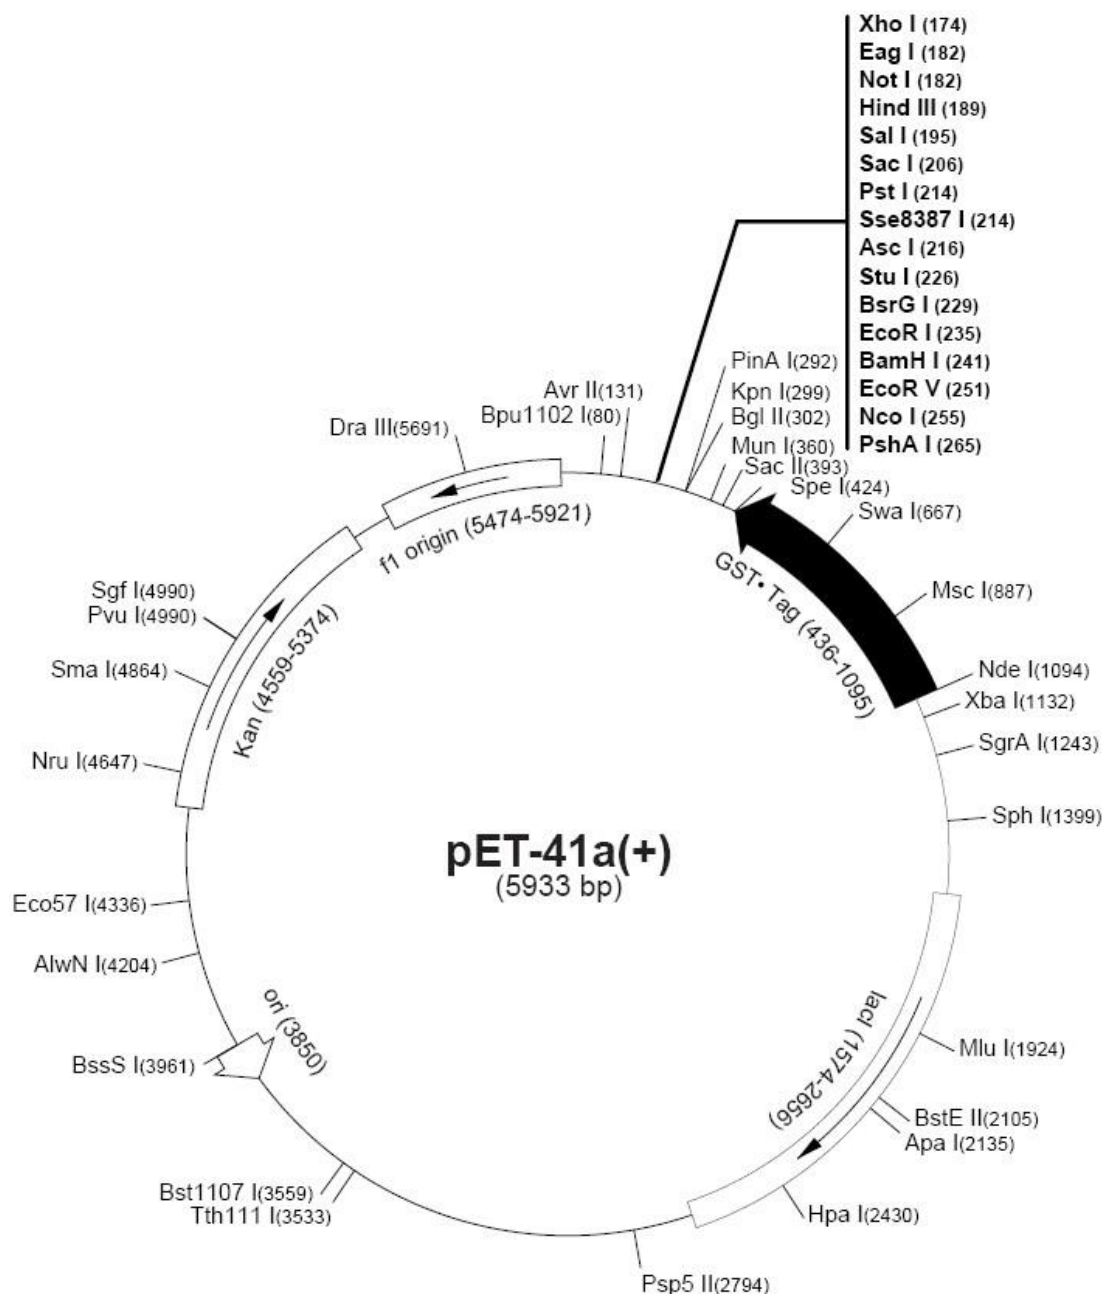 Xho I (174)
Eag I (182)
Not I (182)
Hind III (189)
Sal I (195)
Sac I (206)
Pst I (214)
Sse8387 I (214)
Asc I (216)
Stu I (226)
BsrG I (229)
EcoR I (235)
BamH I (241)
EcoR V (251)
Nco I (255)
PshA I (265)
PinA I(292)
Kpn I(299)
Bgl II(302)
Mun I(360)
Sac II(393)
Spe I(424)
Swa I(667)
Msc I(887)
Nde I(1094)
Xba I(1132)
SgrA I(1243)
Sph I(1399)
Mlu I(1924)
BstE II(2105)
Apa I(2135)
Hpa I(2430)
Psp5 II(2794)
Tth111 I(3533)
Bst1107 I(3559)
BssS I(3961)
AlwN I(4204)
Eco57 I(4336)
Nru I(4647)
Sma I(4864)
Pvu I(4990)
Sgf I(4990)
Dra III(5691)
Bpu1102 I(80)
Avr II(131)
f1 origin (5474-5921)
GST• Tag (436-1095)
Kan (4559-5374)
lacI (1574-2656)
ori (3850)
pET-41a(+)
(5933 bp)